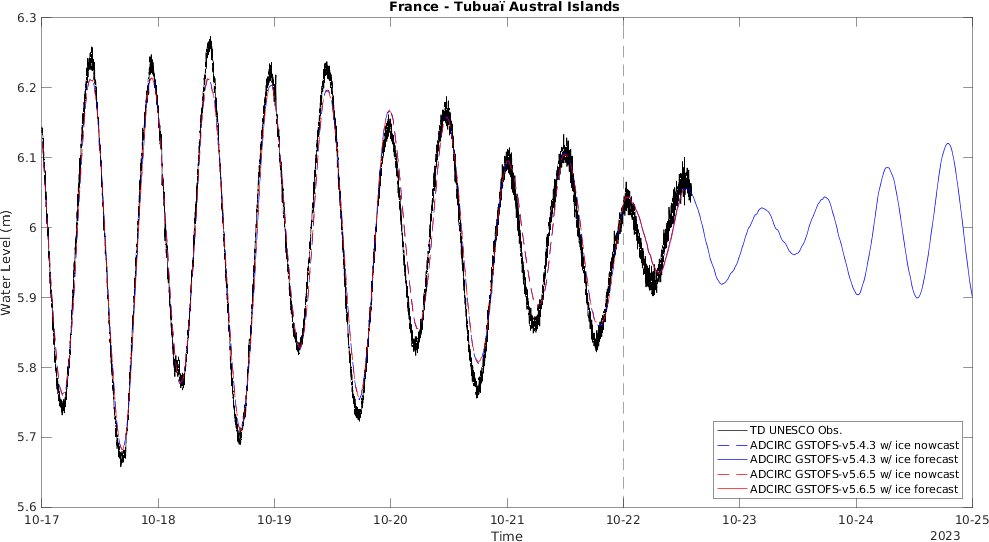 France - Tubuaï Austral Islands
6.3
6.2
6.1
6
5.9
5.8
5.7
5.6
Water Level (m)
10-17 10-18 10-19 10-20 10-21 10-22 10-23 10-24 10-25
Time
2023
TD UNESCO Obs.
ADCIRC GSTOFS-v5.4.3 w/ ice nowcast
ADCIRC GSTOFS-v5.4.3 w/ ice forecast
ADCIRC GSTOFS-v5.6.5 w/ ice nowcast
ADCIRC GSTOFS-v5.6.5 w/ ice forecast